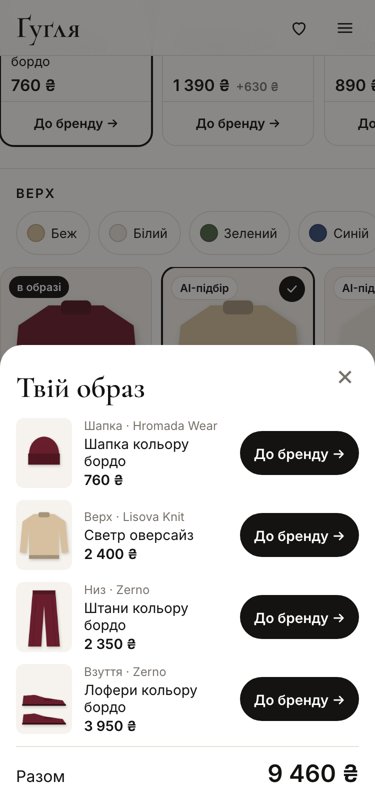 Ґуґля
бордо
760 ₴
До бренду →
1 390 ₴ +630 ₴
До бренду →
890 ₴
До
ВЕРХ
Беж
Білий
Зелений
Синій
в образі
AI-підбір
AI-підб
Твій образ
Шапка · Hromada Wear
Шапка кольору
бордо
760 ₴
До бренду →
Верх · Lisova Knit
Светр оверсайз
2 400 ₴
До бренду →
Низ · Zerno
Штани кольору
бордо
2 350 ₴
До бренду →
Взуття · Zerno
Лофери кольору
бордо
3 950 ₴
До бренду →
Разом
9 460 ₴